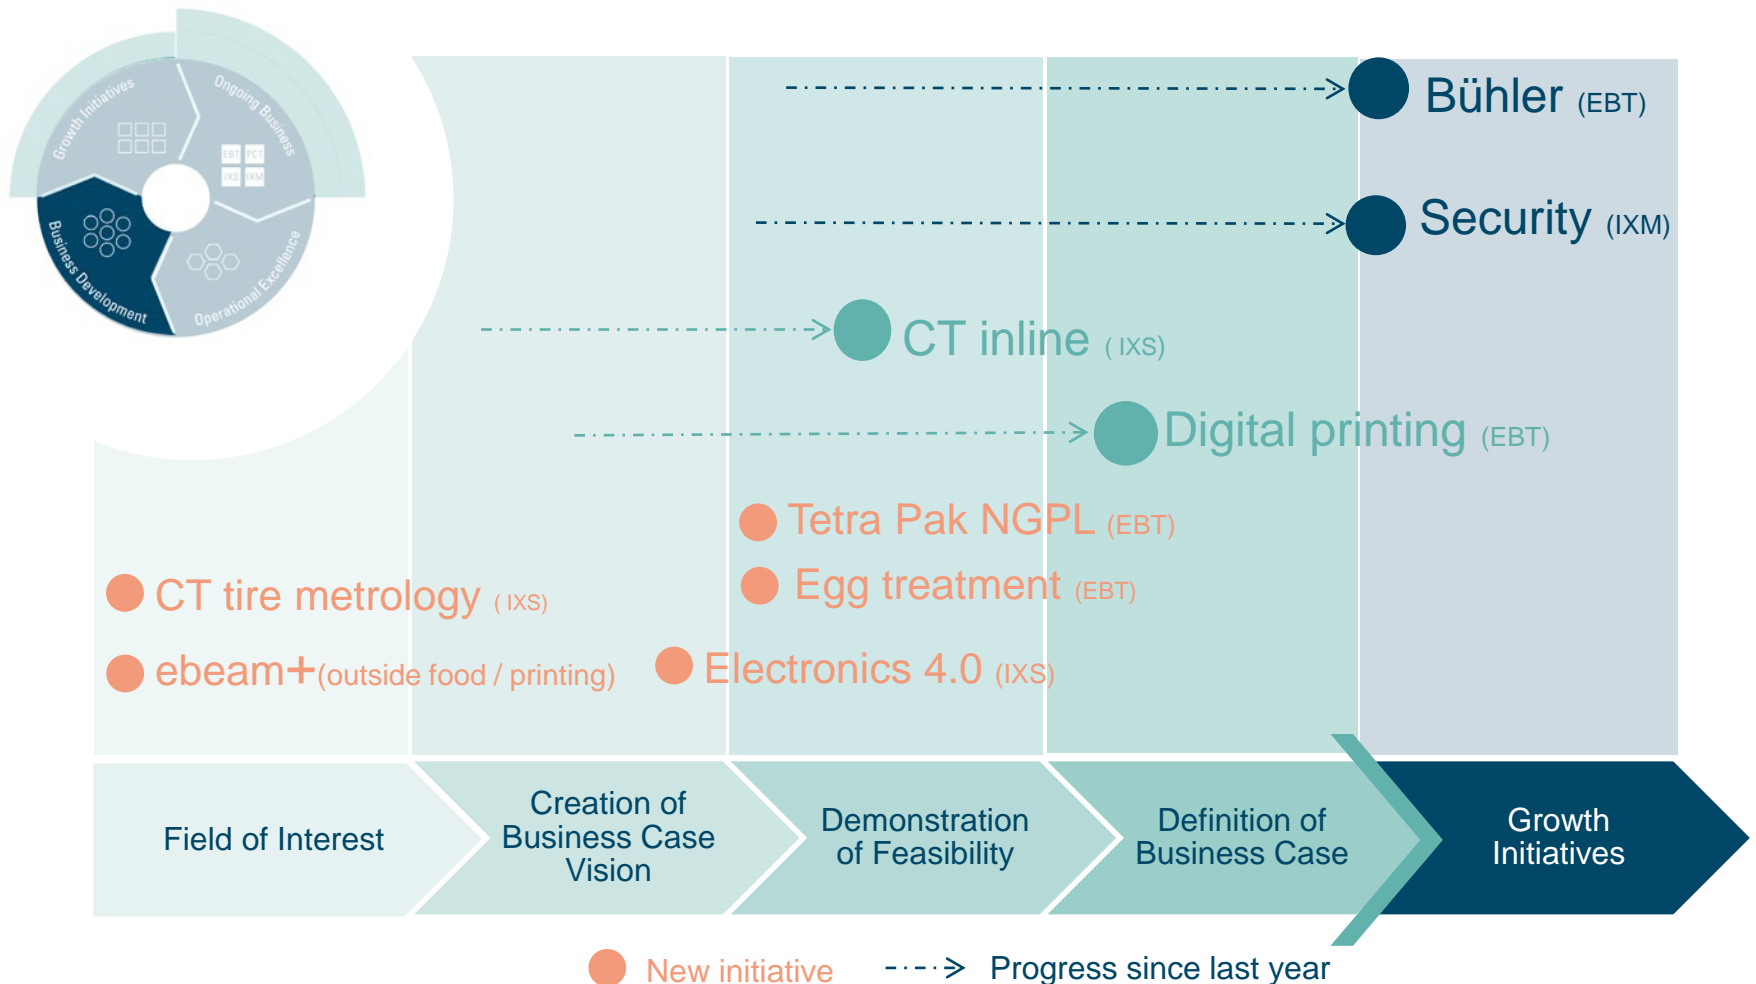 Growth Initiatives
Ongoing Business
EBT PCT
IXS IXM
Business Development
Operational Excellence
Bühler (EBT)
Security (IXM)
CT inline ( IXS)
Digital printing (EBT)
Tetra Pak NGPL (EBT)
Egg treatment (EBT)
CT tire metrology ( IXS)
ebeam+(outside food / printing)
Electronics 4.0 (IXS)
Field of Interest
Creation of
Business Case
Vision
Demonstration
of Feasibility
Definition of
Business Case
Growth
Initiatives
New initiative
Progress since last year